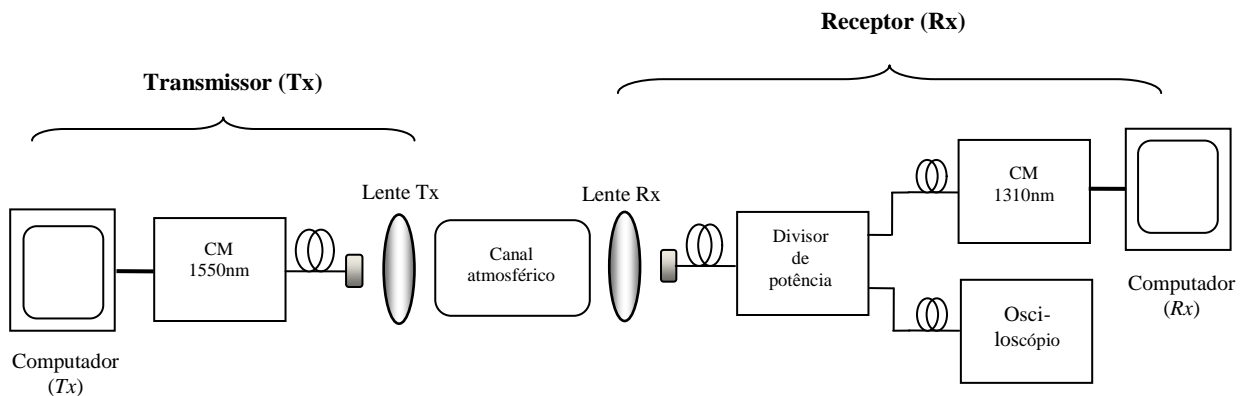 Receptor (Rx)
Transmissor (Tx)
Lente Tx
Lente Rx
CM
1550nm
Canal
atmosférico
Divisor
de
potência
CM
1310nm
Osci-
loscópio
Computador
(Tx)
Computador
(Rx)